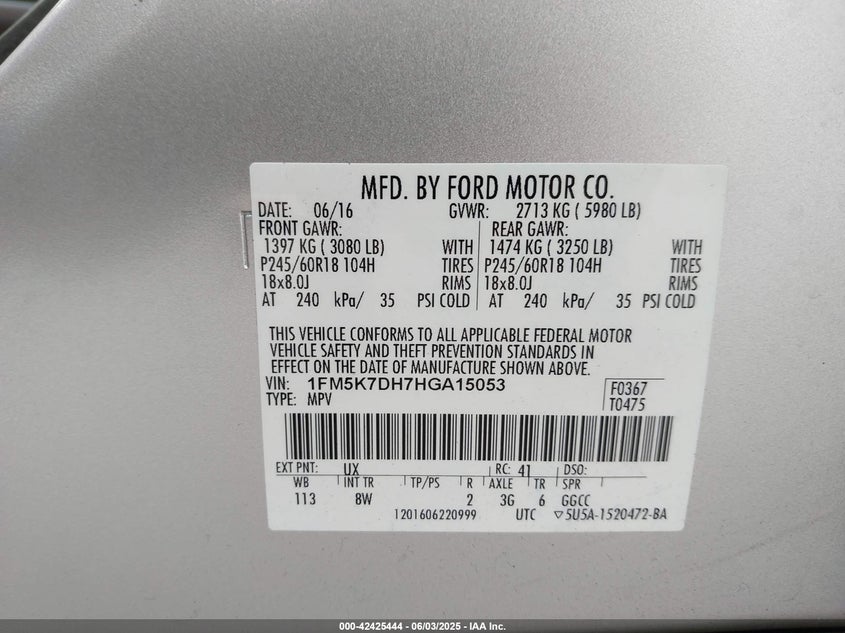 MFD. BY FORD MOTOR CO.
DATE: 06/16 GVWR: 2713 KG ( 5980 LB)
FRONT GAWR: REAR GAWR:
1397 KG ( 3080 LB) WITH 1474 KG ( 3250 LB) WITH
P245/60R18 104H TIRES P245/60R18 104H TIRES
18x8.0J RIMS 18x8.0J RIMS
AT 240 kPa/ 35 PSI COLD AT 240 kPa/ 35 PSI COLD
THIS VEHICLE CONFORMS TO ALL APPLICABLE FEDERAL MOTOR
VEHICLE SAFETY AND THEFT PREVENTION STANDARDS IN
EFFECT ON THE DATE OF MANUFACTURE SHOWN ABOVE.
VIN: 1FM5K7DH7HGA15053 F0367
TYPE: MPV T0475
EXT PNT: UX RC: 41 DSO:
WB INT TR TP/PS R AXLE TR SPR
113 8W 2 3G 6 GGCC
1201606220999 UTC ▽5U5A-1520472-BA
000-42425444 | 06/03/2025 - IAA Inc.